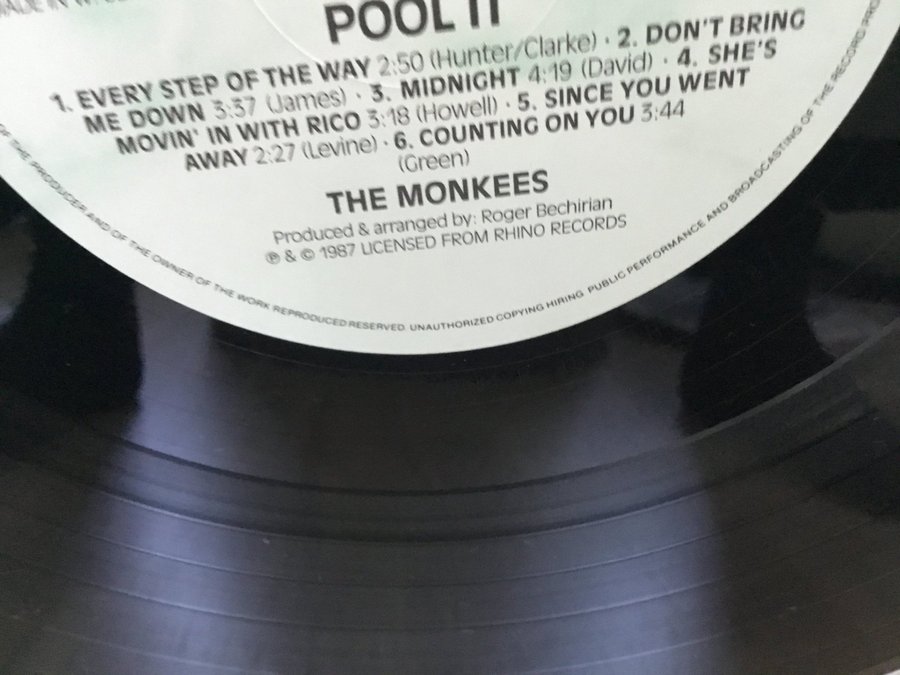 MADE IN W.
POOL IT
1. EVERY STEP OF THE WAY 2:50 (Hunter/Clarke) · 2. DON'T BRING
ME DOWN 3:37 (James) · 3. MIDNIGHT 4:19 (David) · 4. SHE'S
MOVIN' IN WITH RICO 3:18 (Howell) · 5. SINCE YOU WENT
AWAY 2:27 (Levine) · 6. COUNTING ON YOU 3:44
(Green)
THE MONKEES
Produced & arranged by: Roger Bechirian
℗ & © 1987 LICENSED FROM RHINO RECORDS
OF THE PRODUCER AND OF THE OWNER OF THE WORK REPRODUCED RESERVED UNAUTHORIZED COPYING HIRING PUBLIC PERFORMANCE AND BROADCASTING OF THE RECORD PRO